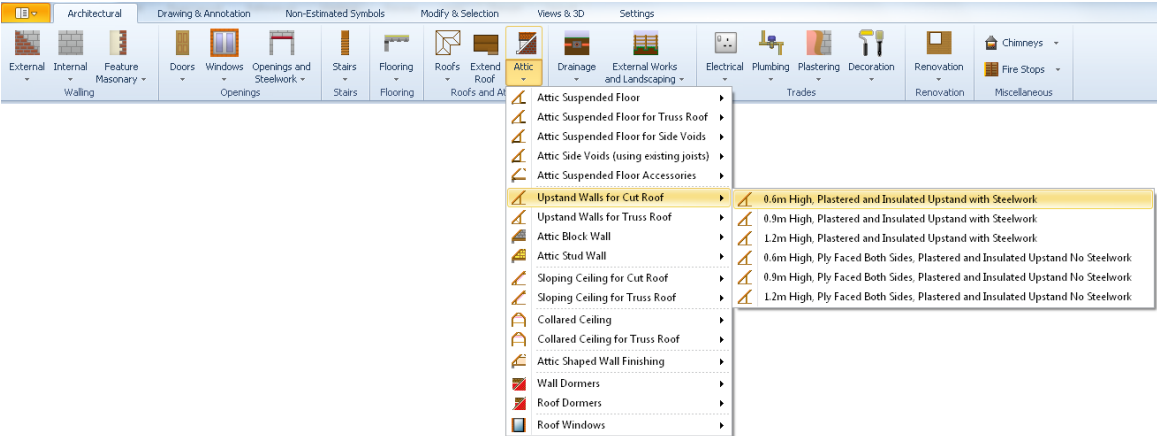 Architectural Drawing & Annotation Non-Estimated Symbols Modify & Selection Views & 3D Settings
External Internal Feature Masonary Doors Windows Openings and Steelwork Stairs Flooring Roofs Extend Roof Attic Drainage External Works and Landscaping Electrical Plumbing Plastering Decoration Renovation Chimneys
Fire Stops
Walling Openings Stairs Flooring Roofs and At Trades Renovation Miscellaneous
Attic Suspended Floor
Attic Suspended Floor for Truss Roof
Attic Suspended Floor for Side Voids
Attic Side Voids (using existing joists)
Attic Suspended Floor Accessories
Upstand Walls for Cut Roof
Upstand Walls for Truss Roof
Attic Block Wall
Attic Stud Wall
Sloping Ceiling for Cut Roof
Sloping Ceiling for Truss Roof
Collared Ceiling
Collared Ceiling for Truss Roof
Attic Shaped Wall Finishing
Wall Dormers
Roof Dormers
Roof Windows
0.6m High, Plastered and Insulated Upstand with Steelwork
0.9m High, Plastered and Insulated Upstand with Steelwork
1.2m High, Plastered and Insulated Upstand with Steelwork
0.6m High, Ply Faced Both Sides, Plastered and Insulated Upstand No Steelwork
0.9m High, Ply Faced Both Sides, Plastered and Insulated Upstand No Steelwork
1.2m High, Ply Faced Both Sides, Plastered and Insulated Upstand No Steelwork